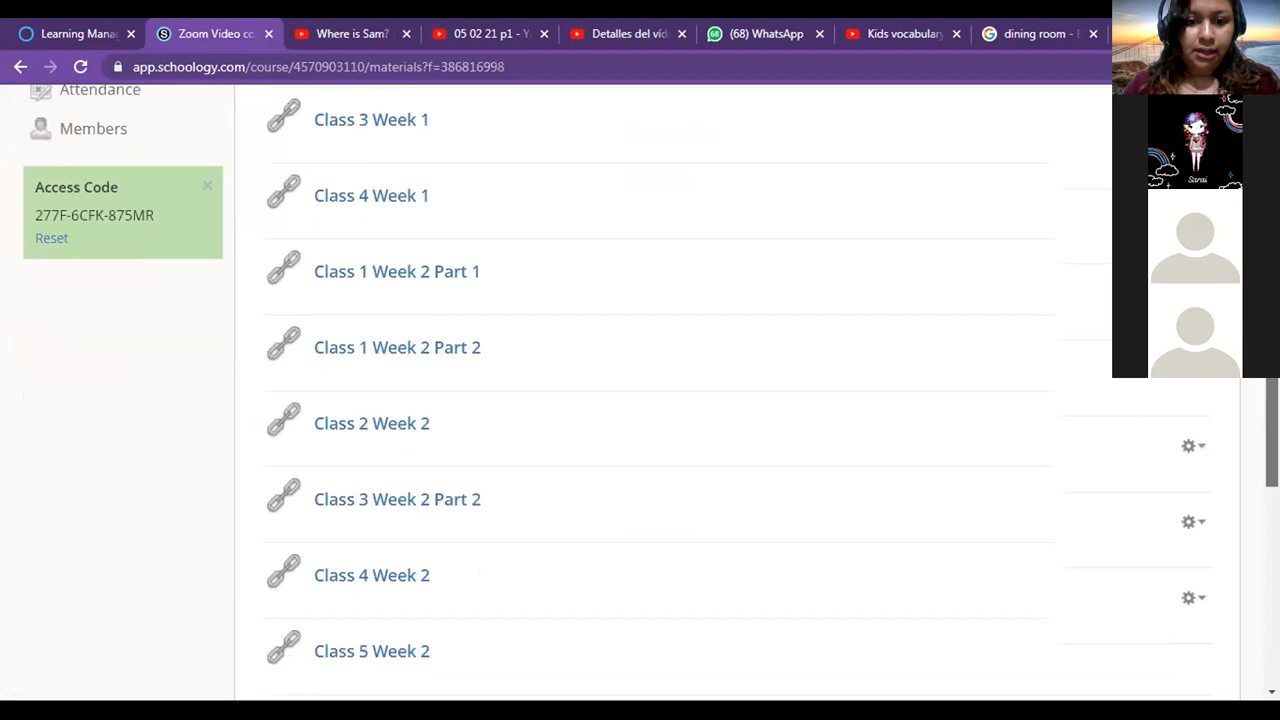 Learning Mana
Zoom Video co
Where is Sam?
05 02 21 p1 - Y
Detalles del víd
(68) WhatsApp
Kids vocabulary
dining room - B
app.schoology.com/course/4570903110/materials?f=386816998
Attendance
Members
Access Code
277F-6CFK-875MR
Reset
Class 3 Week 1
Class 4 Week 1
Class 1 Week 2 Part 1
Class 1 Week 2 Part 2
Class 2 Week 2
Class 3 Week 2 Part 2
Class 4 Week 2
Class 5 Week 2
Sarai